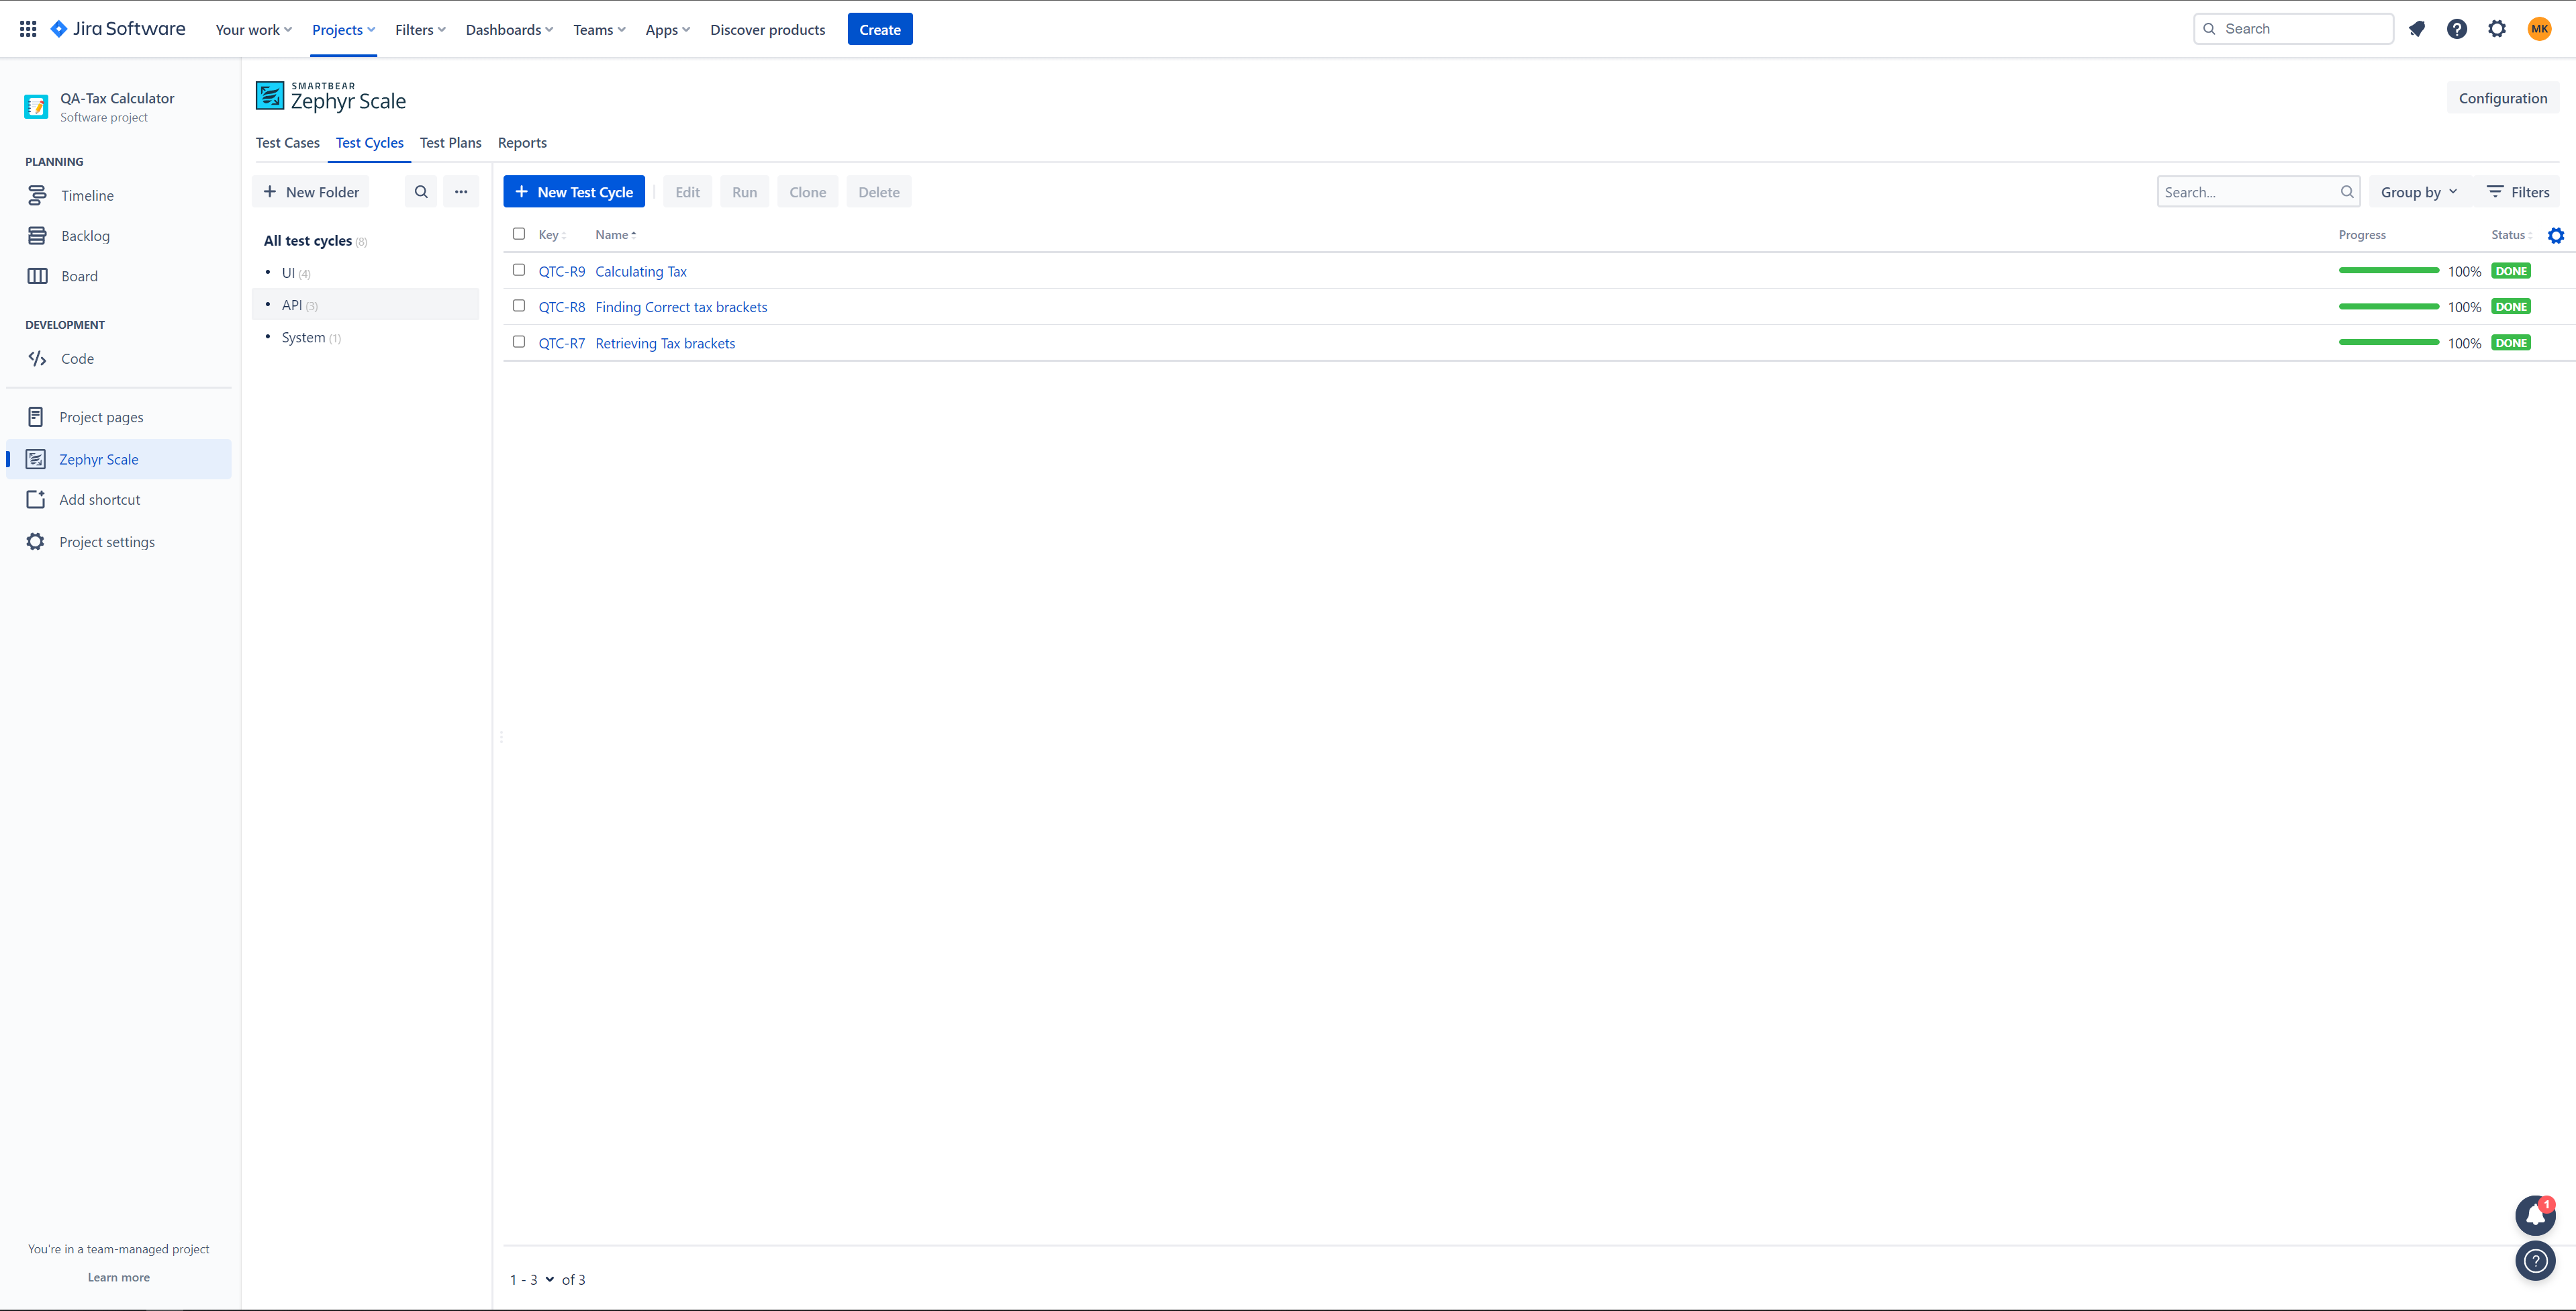 Jira Software Your work Projects Filters Dashboards Teams Apps Discover products Create Search MK
QA-Tax Calculator
Software project
PLANNING
Timeline
Backlog
Board
DEVELOPMENT
Code
Project pages
Zephyr Scale
Add shortcut
Project settings
You're in a team-managed project
Learn more
SMARTBEAR
Zephyr Scale
Configuration
Test Cases Test Cycles Test Plans Reports
+ New Folder ...
All test cycles (8)
• UI (4)
• API (3)
• System (1)
+ New Test Cycle Edit Run Clone Delete Search... Group by Filters
Key Name Progress Status
QTC-R9 Calculating Tax 100% DONE
QTC-R8 Finding Correct tax brackets 100% DONE
QTC-R7 Retrieving Tax brackets 100% DONE
1
?
1 - 3 of 3